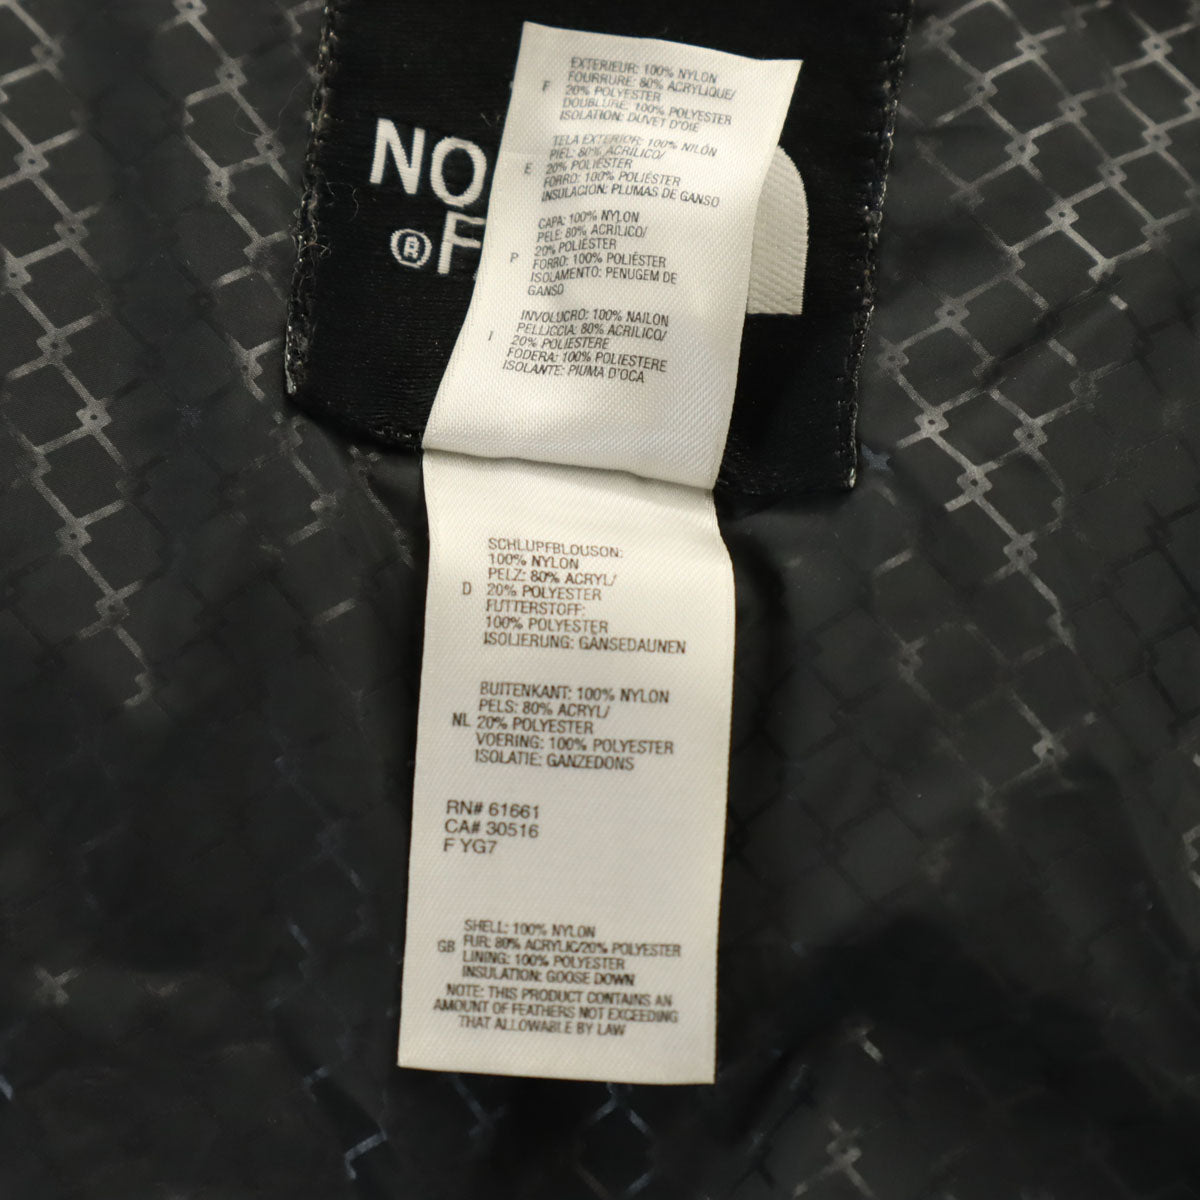 NO
®F
EXTERIEUR: 100% NYLON
FOURRURE: 80% ACRYLIQUE/
F 20% POLYESTER
DOUBLURE: 100% POLYESTER
ISOLATION: DUVET D'OIE
TELA EXTERIOR: 100% NILÓN
PIEL: 80% ACRÍLICO/
E 20% POLIÉSTER
FORRO: 100% POLIÉSTER
INSULACION: PLUMAS DE GANSO
CAPA: 100% NYLON
PELE: 80% ACRÍLICO/
20% POLIÉSTER
P FORRO: 100% POLIÉSTER
ISOLAMENTO: PENUGEM DE
GANSO
INVOLUCRO: 100% NAILON
PELLICCIA: 80% ACRILICO/
I 20% POLIESTERE
FODERA: 100% POLIESTERE
ISOLANTE: PIUMA D'OCA
SCHLUPFBLOUSON:
100% NYLON
PELZ: 80% ACRYL/
D 20% POLYESTER
FUTTERSTOFF:
100% POLYESTER
ISOLIERUNG: GÄNSEDAUNEN
BUITENKANT: 100% NYLON
PELS: 80% ACRYL/
NL 20% POLYESTER
VOERING: 100% POLYESTER
ISOLATIE: GANZEDONS
RN# 61661
CA# 30516
F YG7
SHELL: 100% NYLON
GB FUR: 80% ACRYLIC/20% POLYESTER
LINING: 100% POLYESTER
INSULATION: GOOSE DOWN
NOTE: THIS PRODUCT CONTAINS AN
AMOUNT OF FEATHERS NOT EXCEEDING
THAT ALLOWABLE BY LAW